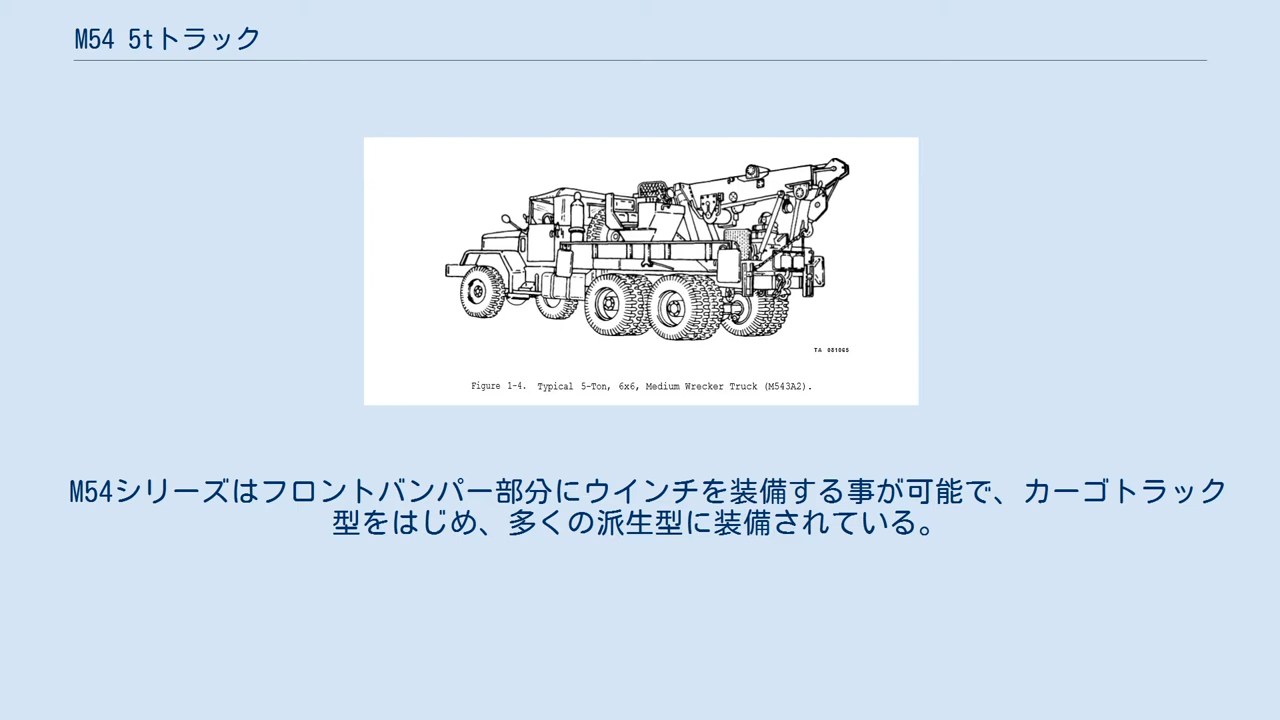 M54 5tトラック
TA 081065
Figure 1-4. Typical 5-Ton, 6x6, Medium Wrecker Truck (M543A2).
M54シリーズはフロントバンパー部分にウインチを装備する事が可能で、カーゴトラック
型をはじめ、多くの派生型に装備されている。